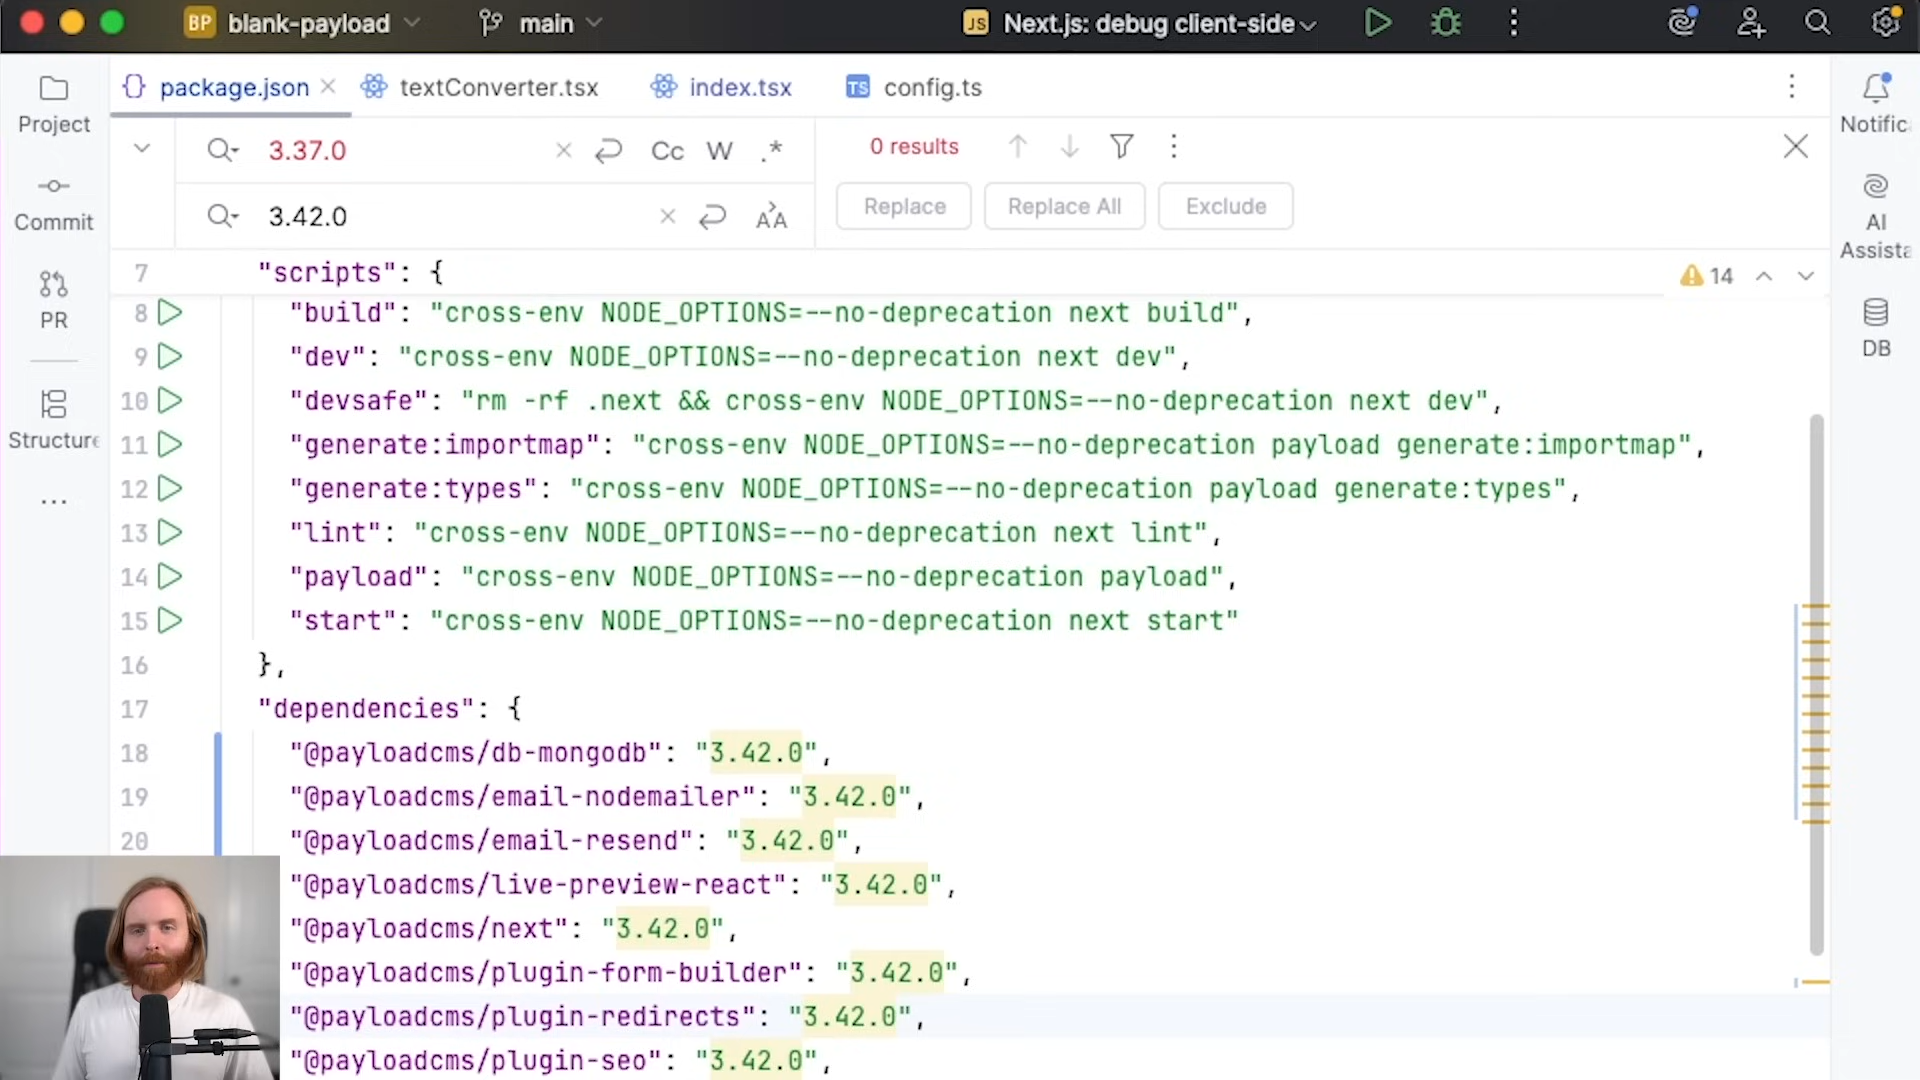 BP blank-payload
main
JS Next.js: debug client-side
package.json
textConverter.tsx
index.tsx
TS config.ts
Project
Commit
PR
Structure
3.37.0
Cc W .*
0 results
3.42.0
Replace
Replace All
Exclude
Notific
AI
Assista
DB
14
7 "scripts": {
8 "build": "cross-env NODE_OPTIONS=--no-deprecation next build",
9 "dev": "cross-env NODE_OPTIONS=--no-deprecation next dev",
10 "devsafe": "rm -rf .next && cross-env NODE_OPTIONS=--no-deprecation next dev",
11 "generate:importmap": "cross-env NODE_OPTIONS=--no-deprecation payload generate:importmap",
12 "generate:types": "cross-env NODE_OPTIONS=--no-deprecation payload generate:types",
13 "lint": "cross-env NODE_OPTIONS=--no-deprecation next lint",
14 "payload": "cross-env NODE_OPTIONS=--no-deprecation payload",
15 "start": "cross-env NODE_OPTIONS=--no-deprecation next start"
16 },
17 "dependencies": {
18 "@payloadcms/db-mongodb": "3.42.0",
19 "@payloadcms/email-nodemailer": "3.42.0",
20 "@payloadcms/email-resend": "3.42.0",
"@payloadcms/live-preview-react": "3.42.0",
"@payloadcms/next": "3.42.0",
"@payloadcms/plugin-form-builder": "3.42.0",
"@payloadcms/plugin-redirects": "3.42.0",
"@payloadcms/plugin-seo": "3.42.0",